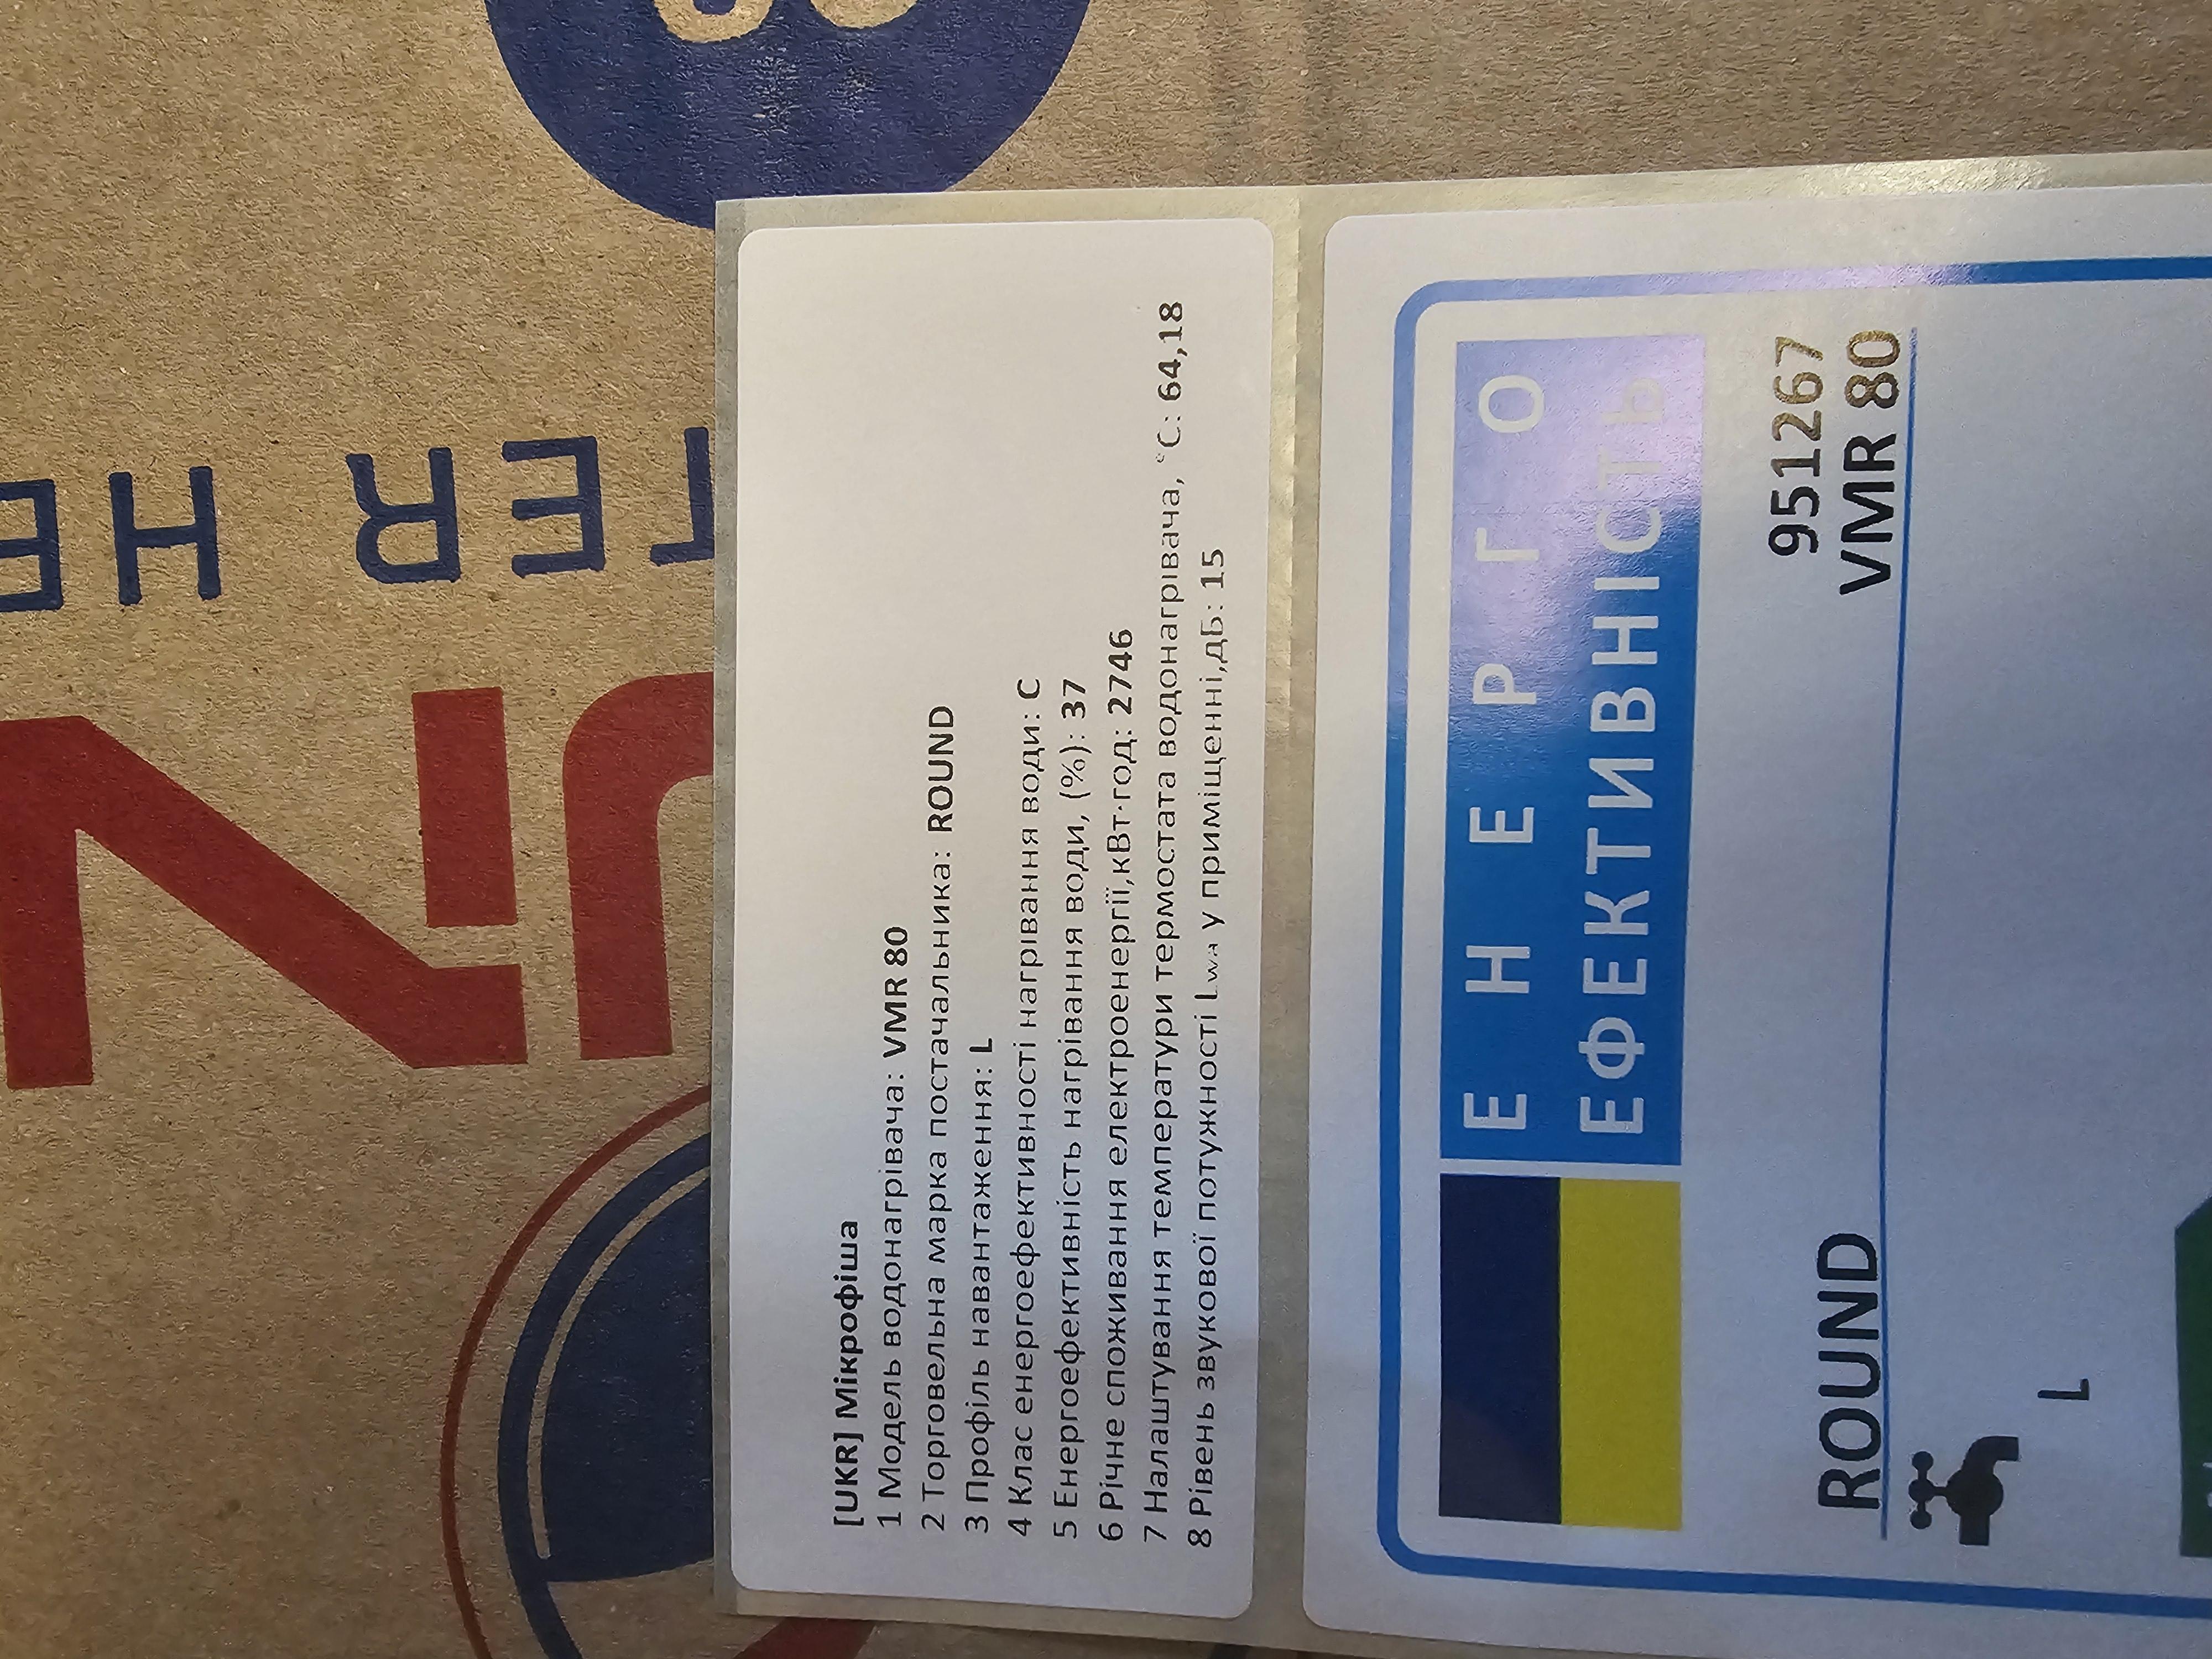 [UKR] Мікрофіша
1 Модель водонагрівача: VMR 80
2 Торговельна марка постачальника: ROUND
3 Профіль навантаження: L
4 Клас енергоефективності нагрівання води: C
5 Енергоефективність нагрівання води, (%): 37
6 Річне споживання електроенергії,кВт·год: 2746
7 Налаштування температури термостата водонагрівача, °C: 64,18
8 Рівень звукової потужності Lwa у приміщенні,дБ: 15
ЕНЕРГО
ЕФЕКТИВНІСТЬ
951267
ROUND VMR 80
L